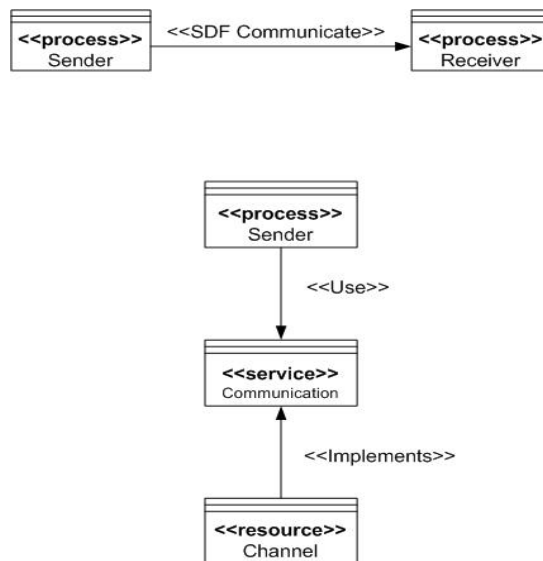 <<process>> <<SDF Communicate>> <<process>>
Sender Receiver
<<process>>
Sender
<<Use>>
<<service>>
Communication
<<Implements>>
<<resource>>
Channel